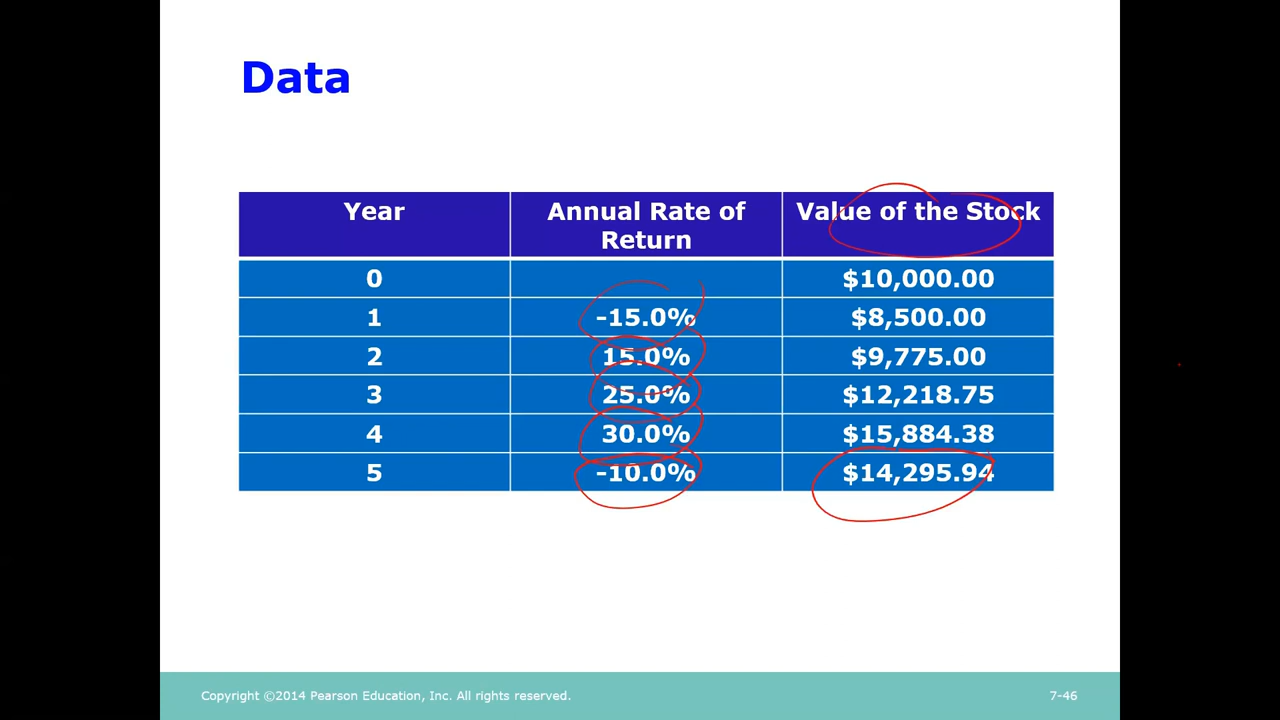 Data
Year Annual Rate of Return Value of the Stock
0 $10,000.00
1 -15.0% $8,500.00
2 15.0% $9,775.00
3 25.0% $12,218.75
4 30.0% $15,884.38
5 -10.0% $14,295.94
Copyright ©2014 Pearson Education, Inc. All rights reserved. 7-46